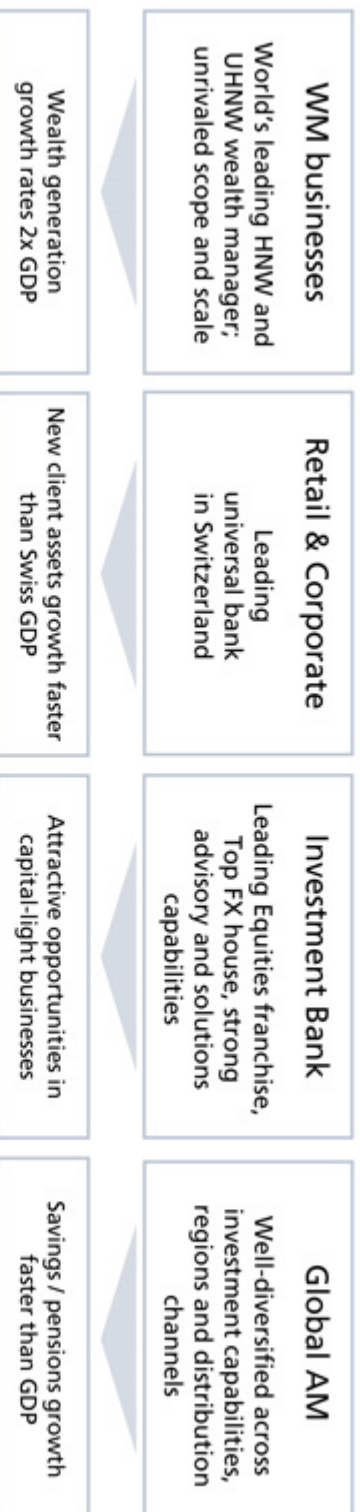 WM businesses
World's leading HNW and
UHNW wealth manager;
unrivaled scope and scale
Wealth generation
growth rates 2x GDP
Retail & Corporate
Leading
universal bank
in Switzerland
New client assets growth faster
than Swiss GDP
Investment Bank
Leading Equities franchise,
Top FX house, strong
advisory and solutions
capabilities
Attractive opportunities in
capital-light businesses
Global AM
Well-diversified across
investment capabilities,
regions and distribution
channels
Savings / pensions growth
faster than GDP